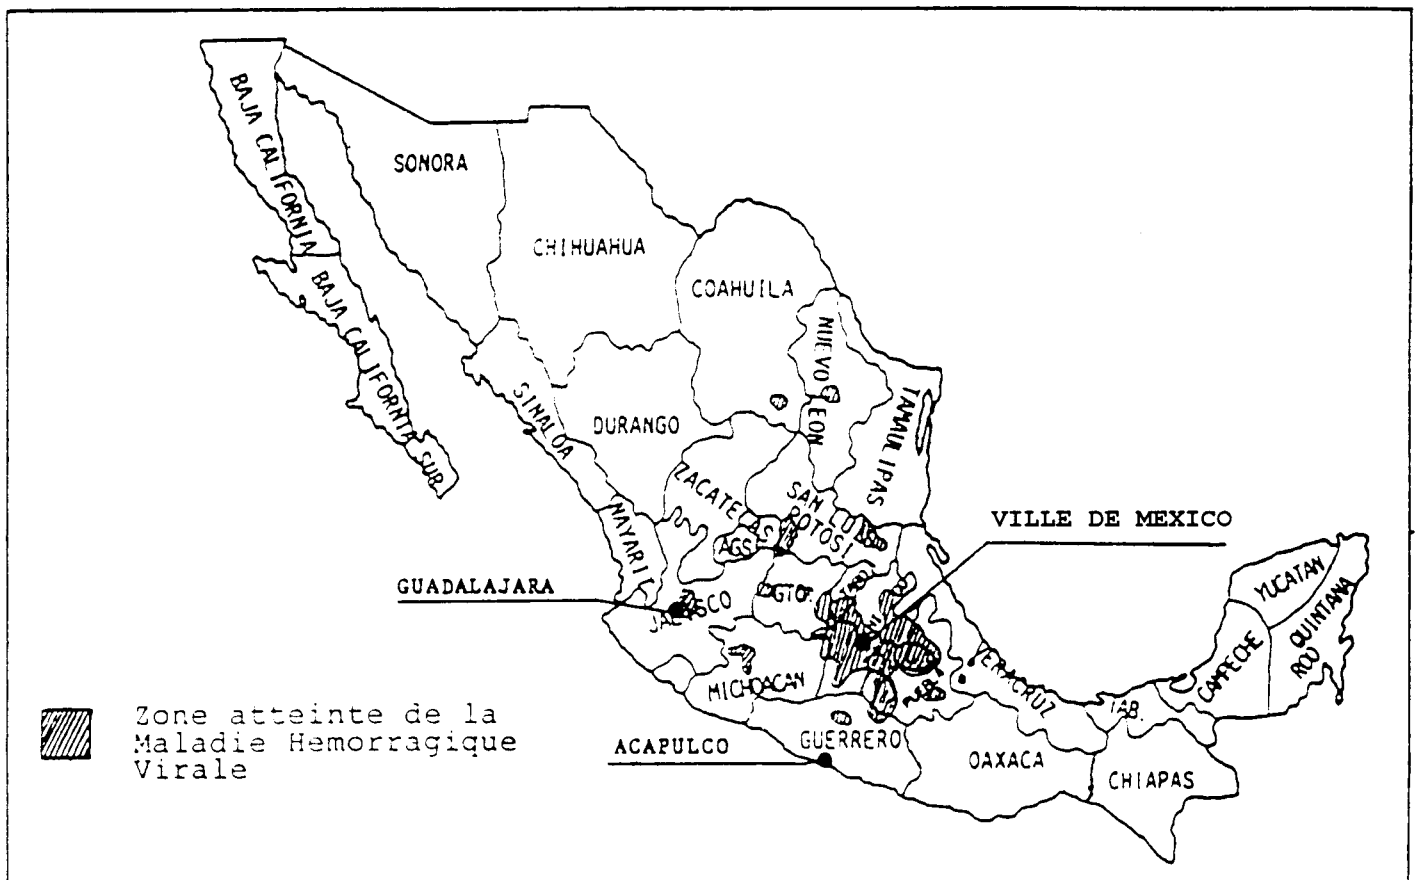 BAJA CALIFORNIA
SONORA
CHIHUAHUA
COAHUILA
BAJA CALIFORNIA SUR
NUEVO
LEON
SINALOA
DURANGO
TAMAULIPAS
ZACATECAS
SAN LUIS
POTOSI
NAYARIT
AGS.
VILLE DE MEXICO
GUADALAJARA
JALISCO
GTO.
YUCATAN
QUINTANA
ROO
CAMPECHE
VERACRUZ
MICHOACAN
TAB.
Zone atteinte de la
Maladie Hemorragique
Virale
ACAPULCO
GUERRERO
OAXACA
CHIAPAS